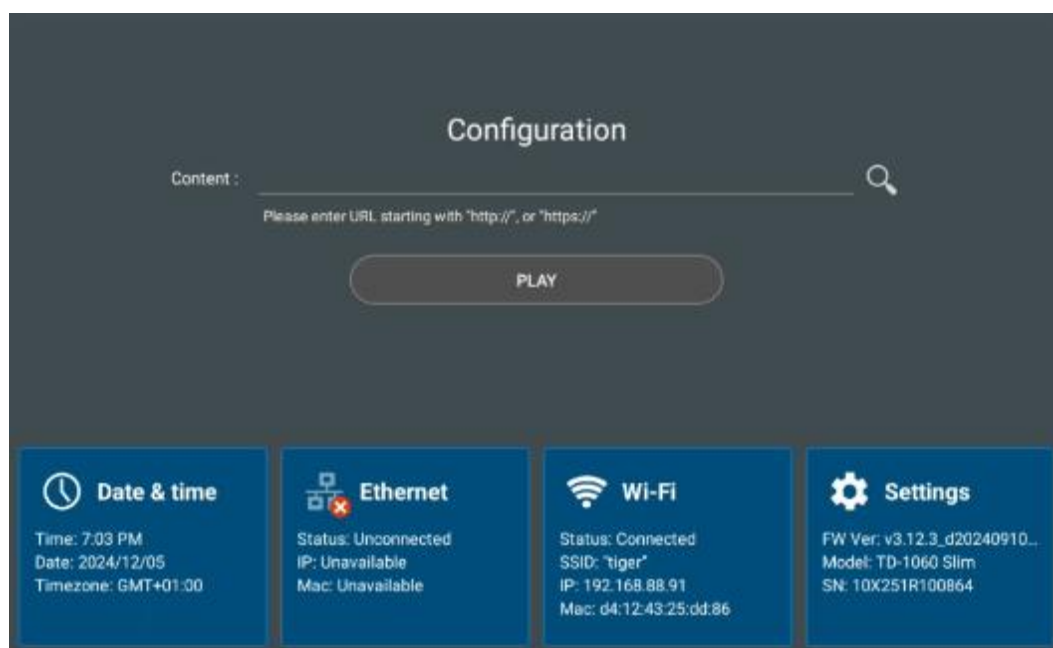 Configuration
Content :
Please enter URL starting with "http://", or "https://"
PLAY
Date & time
Time: 7:03 PM
Date: 2024/12/05
Timezone: GMT+01:00
Ethernet
Status: Unconnected
IP: Unavailable
Mac: Unavailable
Wi-Fi
Status: Connected
SSID: "tiger"
IP: 192.168.88.91
Mac: d4:12:43:25:dd:86
Settings
FW Ver: v3.12.3_d20240910...
Model: TD-1060 Slim
SN: 10X251R100864